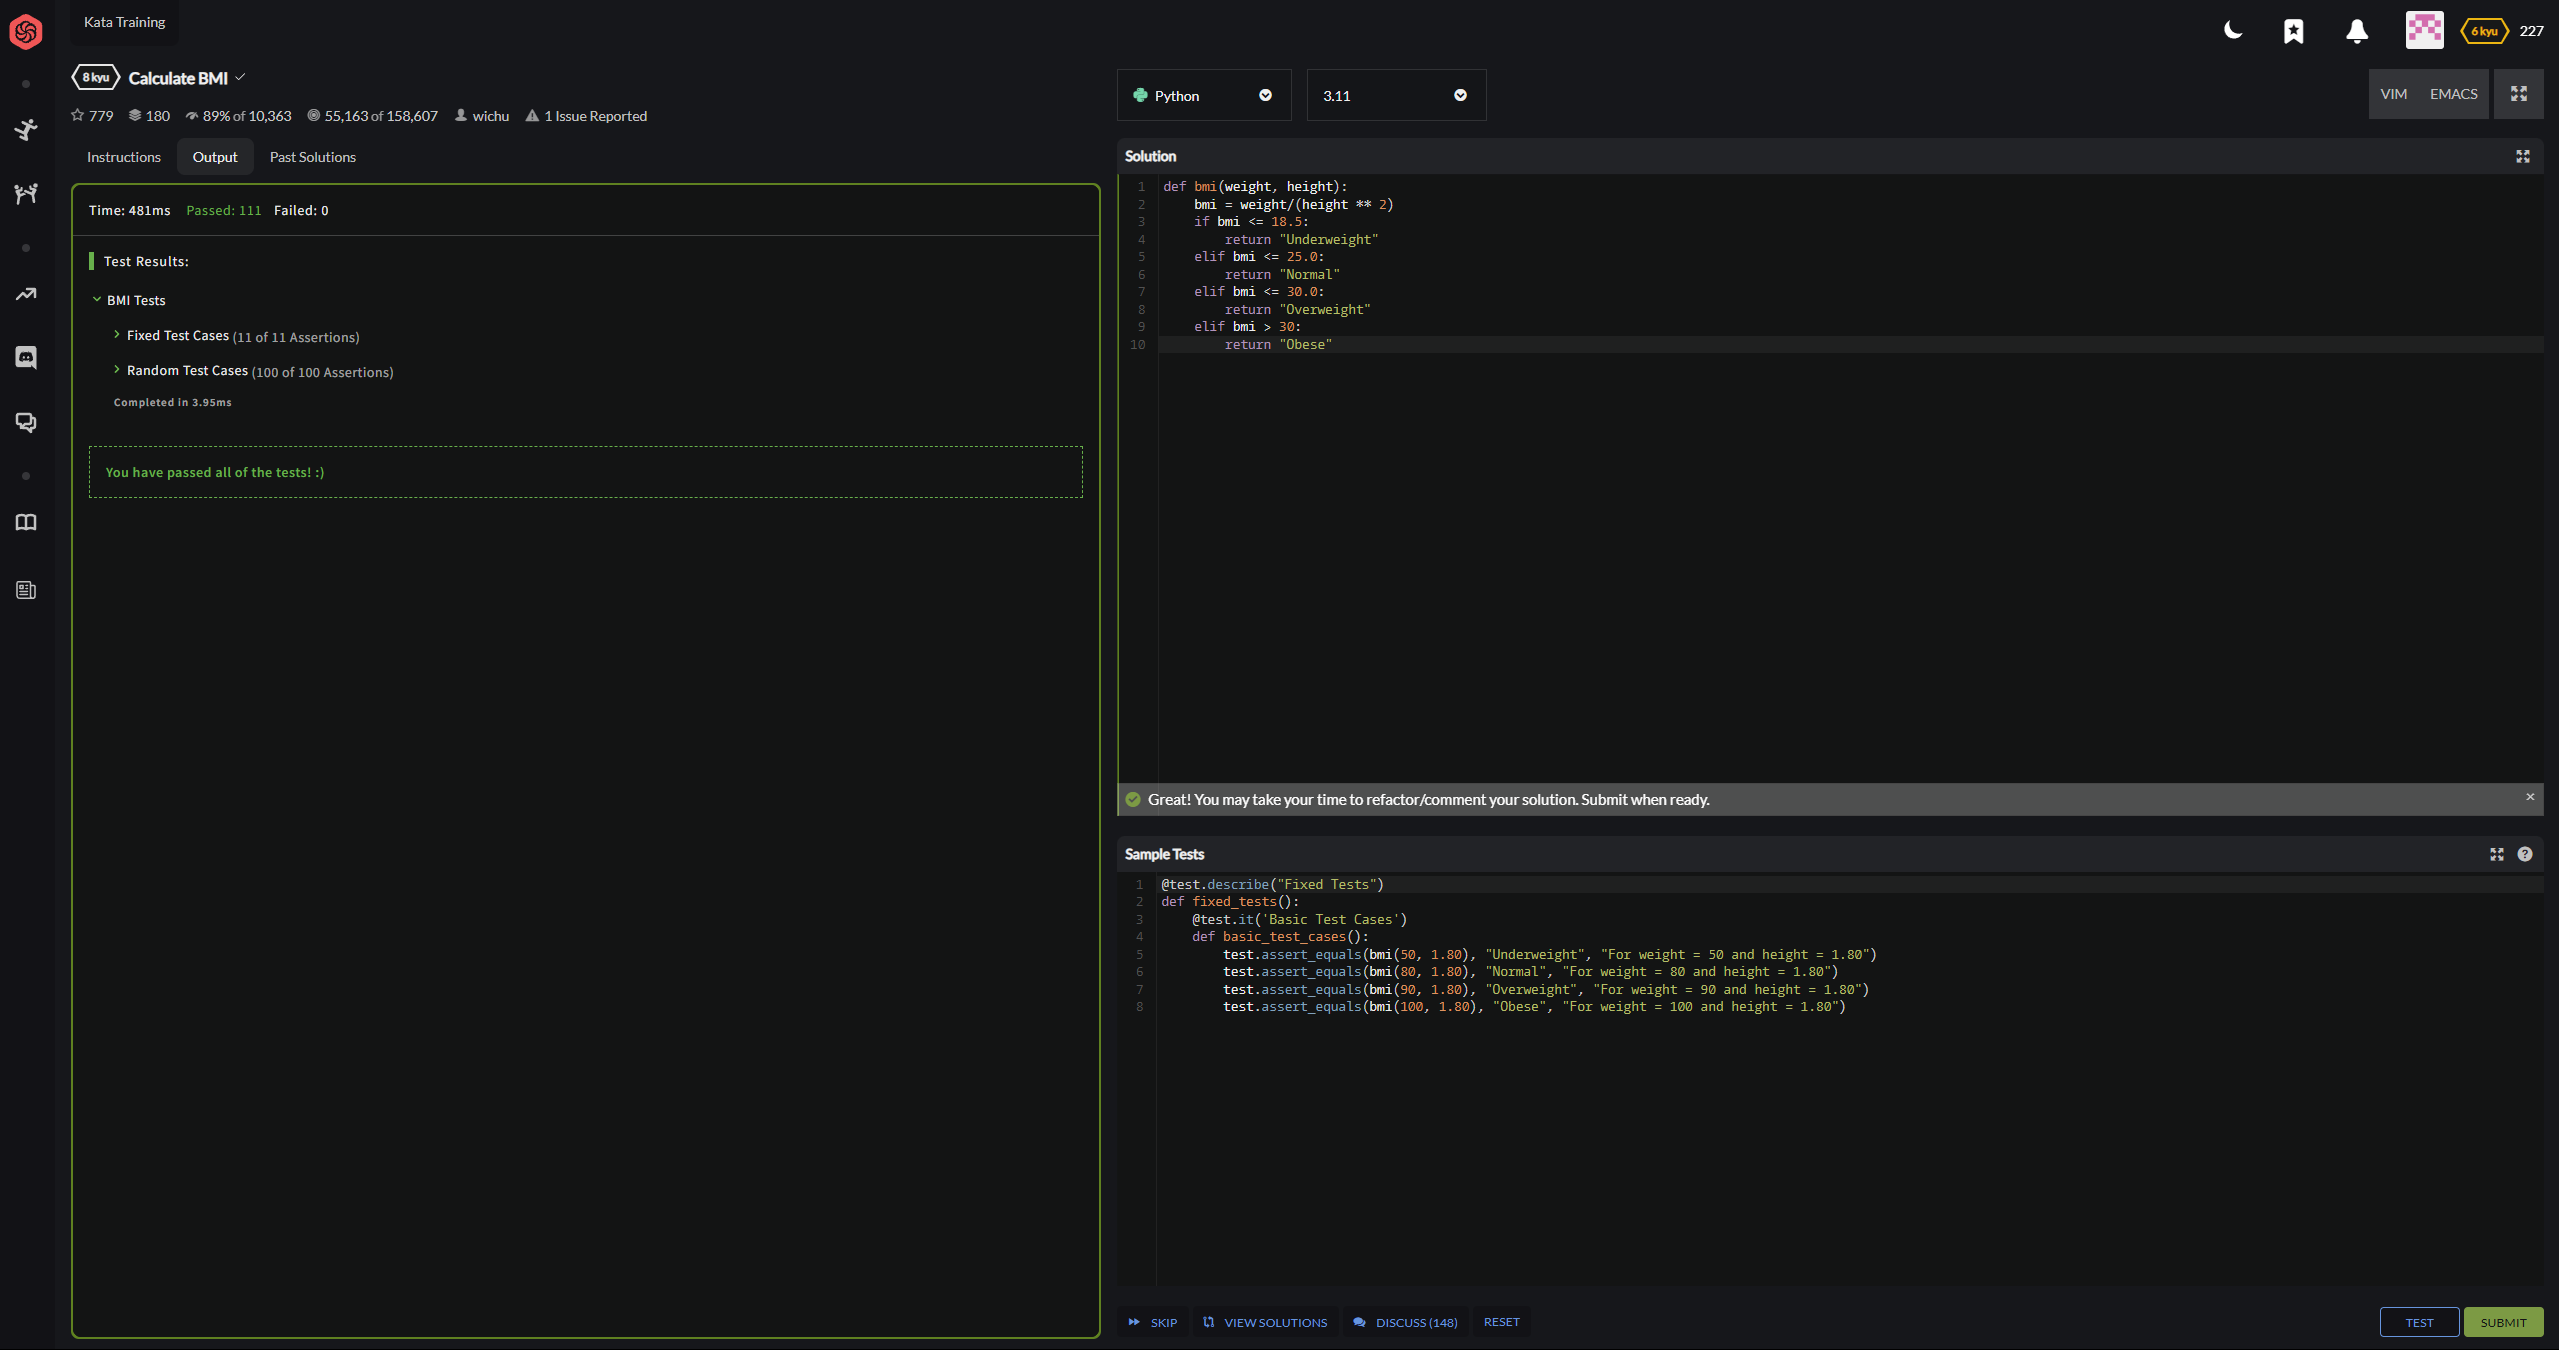 Kata Training
6 kyu 227
8 kyu Calculate BMI
779 180 89% of 10,363 55,163 of 158,607 wichu 1 Issue Reported
Instructions Output Past Solutions
Time: 481ms Passed: 111 Failed: 0
Test Results:
BMI Tests
Fixed Test Cases (11 of 11 Assertions)
Random Test Cases (100 of 100 Assertions)
Completed in 3.95ms
You have passed all of the tests! :)
Python 3.11 VIM EMACS
Solution
1 def bmi(weight, height):
2     bmi = weight/(height ** 2)
3     if bmi <= 18.5:
4         return "Underweight"
5     elif bmi <= 25.0:
6         return "Normal"
7     elif bmi <= 30.0:
8         return "Overweight"
9     elif bmi > 30:
10         return "Obese"
Great! You may take your time to refactor/comment your solution. Submit when ready.
Sample Tests
1 @test.describe("Fixed Tests")
2 def fixed_tests():
3     @test.it('Basic Test Cases')
4     def basic_test_cases():
5         test.assert_equals(bmi(50, 1.80), "Underweight", "For weight = 50 and height = 1.80")
6         test.assert_equals(bmi(80, 1.80), "Normal", "For weight = 80 and height = 1.80")
7         test.assert_equals(bmi(90, 1.80), "Overweight", "For weight = 90 and height = 1.80")
8         test.assert_equals(bmi(100, 1.80), "Obese", "For weight = 100 and height = 1.80")
SKIP VIEW SOLUTIONS DISCUSS (148) RESET TEST SUBMIT